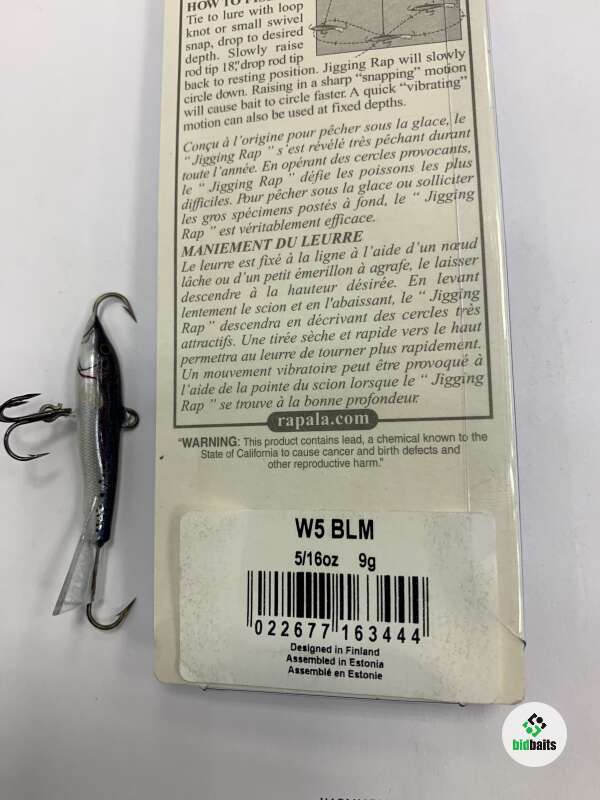 HOW TO FISH
Tie to lure with loop
knot or small swivel
snap, drop to desired
depth. Slowly raise
rod tip 18", drop rod tip
back to resting position. Jigging Rap will slowly
circle down. Raising in a sharp “snapping” motion
will cause bait to circle faster. A quick “vibrating”
motion can also be used at fixed depths.
Conçu à l'origine pour pêcher sous la glace, le
“ Jigging Rap ” s'est révélé très pêchant durant
toute l'année. En opérant des cercles provocants,
le “ Jigging Rap ” défie les poissons les plus
difficiles. Pour pêcher sous la glace ou solliciter
les gros spécimens postés à fond, le “ Jigging
Rap ” est véritablement efficace.
MANIEMENT DU LEURRE
Le leurre est fixé à la ligne à l'aide d'un nœud
lâche ou d'un petit émerillon à agrafe, le laisser
descendre à la hauteur désirée. En levant
lentement le scion et en l'abaissant, le “ Jigging
Rap ” descendra en décrivant des cercles très
attractifs. Une tirée sèche et rapide vers le haut
permettra au leurre de tourner plus rapidement.
Un mouvement vibratoire peut être provoqué à
l'aide de la pointe du scion lorsque le “ Jigging
Rap ” se trouve à la bonne profondeur.
rapala.com
"WARNING: This product contains lead, a chemical known to the
State of California to cause cancer and birth defects and
other reproductive harm."
W5 BLM
5/16oz 9g
022677 163444
Designed in Finland
Assembled in Estonia
Assemblé en Estonie
bidbaits